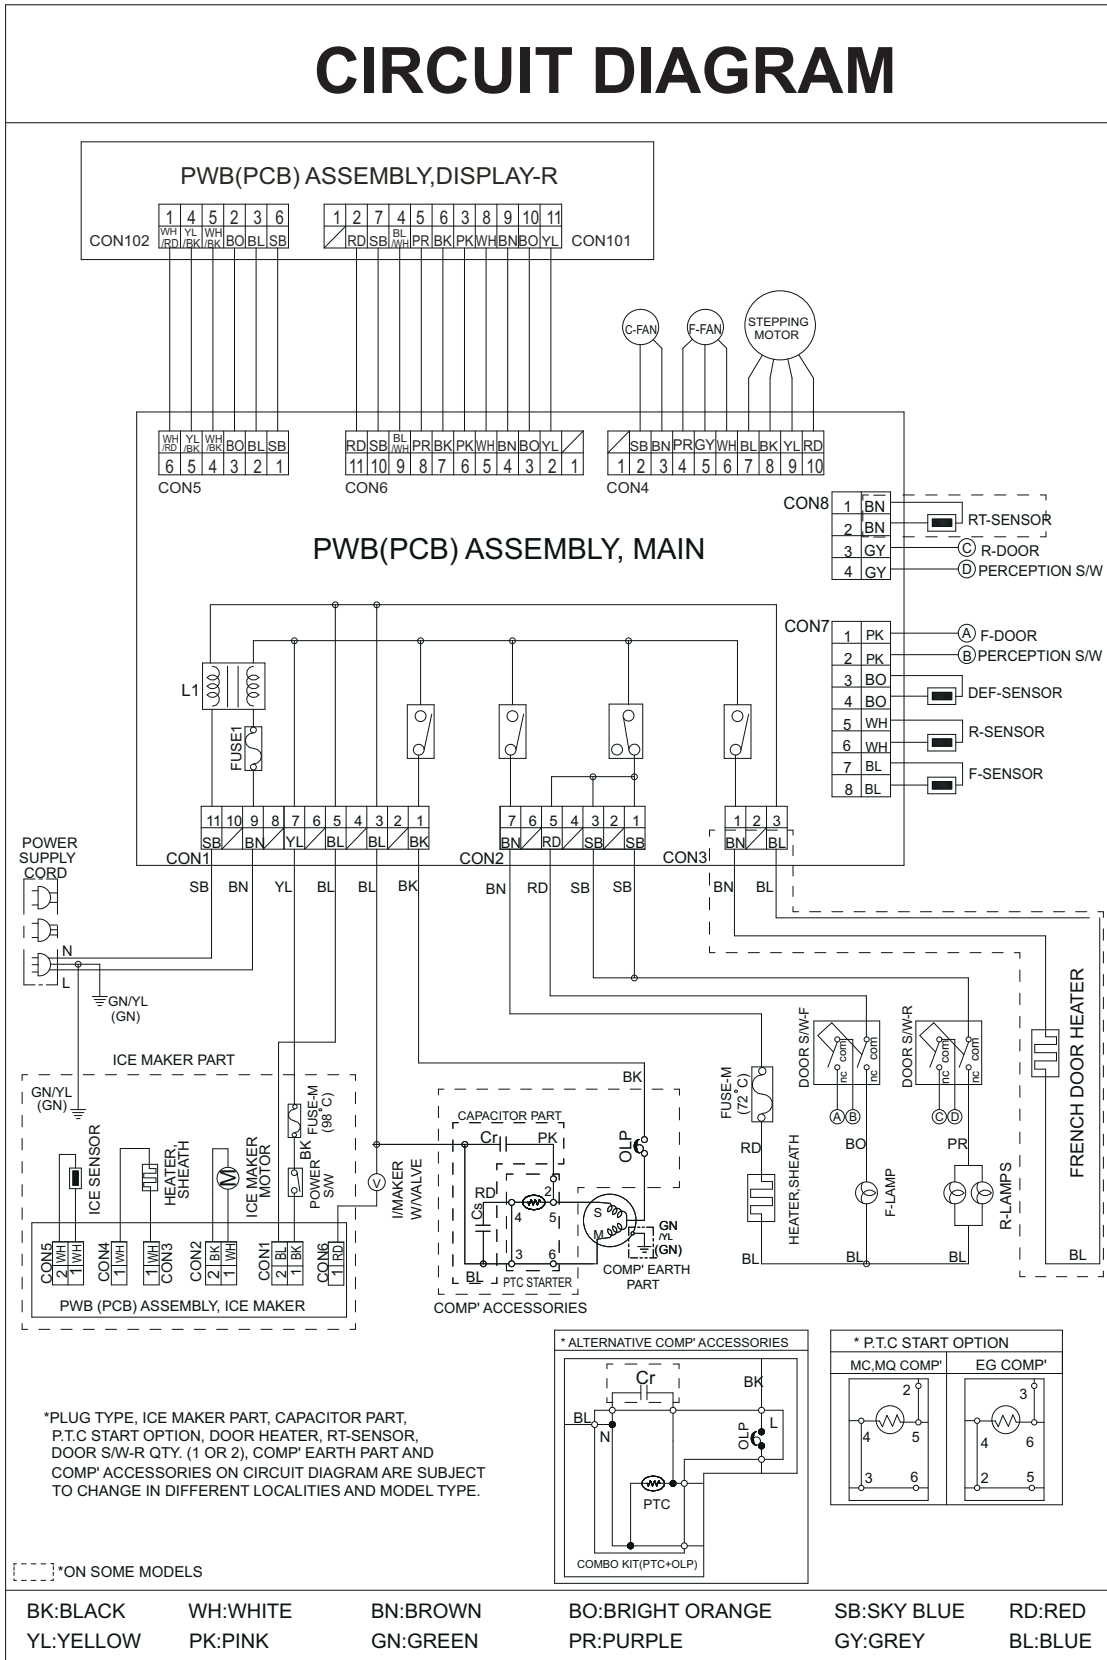 CIRCUIT DIAGRAM
PWB(PCB) ASSEMBLY,DISPLAY-R
1 4 5 2 3 6
WH/RD YL/BK WH/BK BO BL SB
CON102
1 2 7 4 5 6 3 8 9 10 11
RD SB BL/WH PR BK PK WH BN BO YL
CON101
C-FAN
F-FAN
STEPPING
MOTOR
WH/RD YL/BK WH/BK BO BL SB
6 5 4 3 2 1
CON5
RD SB BL/WH PR BK PK WH BN BO YL
11 10 9 8 7 6 5 4 3 2 1
CON6
SB BN PR GY WH BL BK YL RD
1 2 3 4 5 6 7 8 9 10
CON4
PWB(PCB) ASSEMBLY, MAIN
CON8
1 BN
2 BN
3 GY
4 GY
RT-SENSOR
C R-DOOR
D PERCEPTION S/W
CON7
1 PK
2 PK
3 BO
4 BO
5 WH
6 WH
7 BL
8 BL
A F-DOOR
B PERCEPTION S/W
DEF-SENSOR
R-SENSOR
F-SENSOR
L1
FUSE1
11 10 9 8 7 6 5 4 3 2 1
SB BN YL BL BL BK
CON1
7 6 5 4 3 2 1
BN RD SB SB
CON2
1 2 3
BN BL
CON3
SB BN YL BL BL BK
BN RD SB SB
BN BL
POWER
SUPPLY
CORD
N
L
GN/YL
(GN)
ICE MAKER PART
GN/YL
(GN)
ICE SENSOR
HEATER,
SHEATH
ICE MAKER
MOTOR
M
FUSE-M
(98°C)
BK
POWER
S/W
V
I/MAKER
W/VALVE
CON5
2 WH
1 WH
CON4
1 WH
1 WH
CON3
CON2
2 BK
1 WH
CON1
2 BL
1 BK
CON6
1 RD
PWB (PCB) ASSEMBLY, ICE MAKER
BK
CAPACITOR PART
Cr
PK
OLP
RD
Cs
2
4 5
3 6
BL
PTC STARTER
S
M
GN
/YL
(GN)
COMP' EARTH
PART
COMP' ACCESSORIES
FUSE-M
(72°C)
RD
HEATER,SHEATH
BL
DOOR S/W-F
nc com
nc com
A B
BO
F-LAMP
BL
DOOR S/W-R
nc com
nc com
C D
PR
R-LAMPS
BL
FRENCH DOOR HEATER
BL
* ALTERNATIVE COMP' ACCESSORIES
Cr
BK
BL
N
L
OLP
PTC
COMBO KIT(PTC+OLP)
* P.T.C START OPTION
MC,MQ COMP'
EG COMP'
2
4 5
3 6
3
4 6
2 5
*PLUG TYPE, ICE MAKER PART, CAPACITOR PART,
P.T.C START OPTION, DOOR HEATER, RT-SENSOR,
DOOR S/W-R QTY. (1 OR 2), COMP' EARTH PART AND
COMP' ACCESSORIES ON CIRCUIT DIAGRAM ARE SUBJECT
TO CHANGE IN DIFFERENT LOCALITIES AND MODEL TYPE.
*ON SOME MODELS
BK:BLACK WH:WHITE BN:BROWN BO:BRIGHT ORANGE SB:SKY BLUE RD:RED
YL:YELLOW PK:PINK GN:GREEN PR:PURPLE GY:GREY BL:BLUE